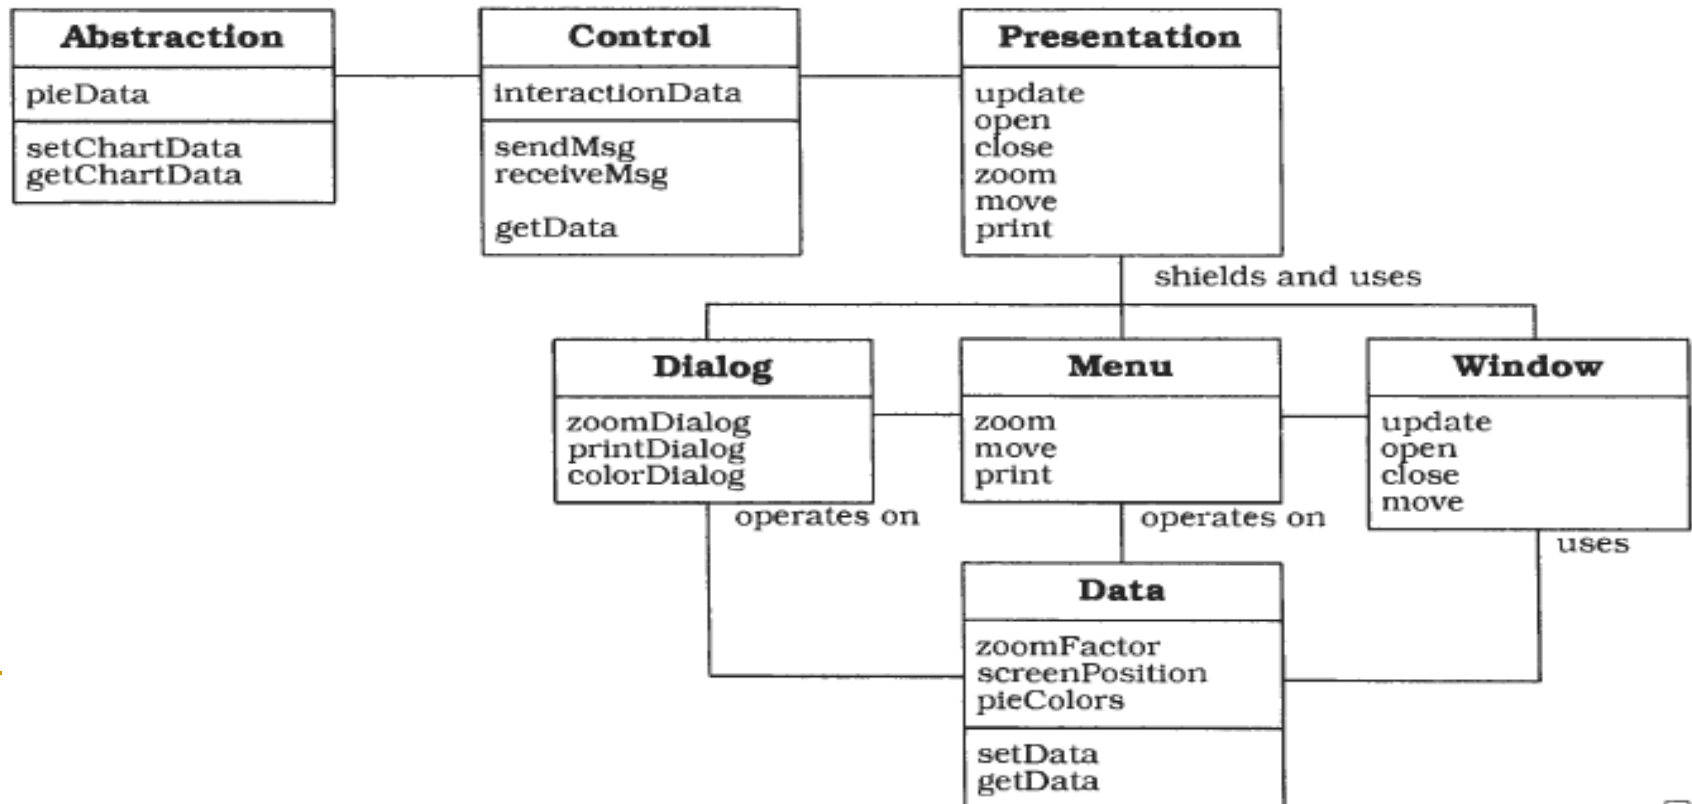 Abstraction
pieData
setChartData
getChartData
Control
interactionData
sendMsg
receiveMsg
getData
Presentation
update
open
close
zoom
move
print
shields and uses
Dialog
zoomDialog
printDialog
colorDialog
Menu
zoom
move
print
Window
update
open
close
move
operates on
operates on
uses
Data
zoomFactor
screenPosition
pieColors
setData
getData